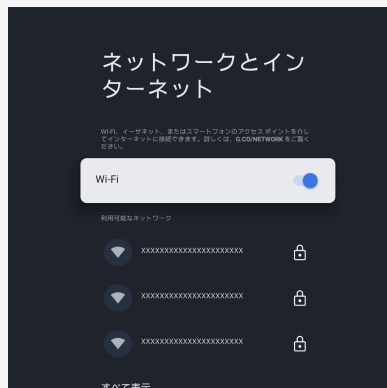 ネットワークとイン
ターネット
Wi-Fi、イーサネット、またはスマートフォンのアクセス ポイントを介し
てインターネットに接続できます。詳しくは、G.CO/NETWORK をご覧く
ださい。
Wi-Fi
利用可能なネットワーク
XXXXXXXXXXXXXXXXXXXXXX
XXXXXXXXXXXXXXXXXXXXXX
XXXXXXXXXXXXXXXXXXXXXX
すべて表示